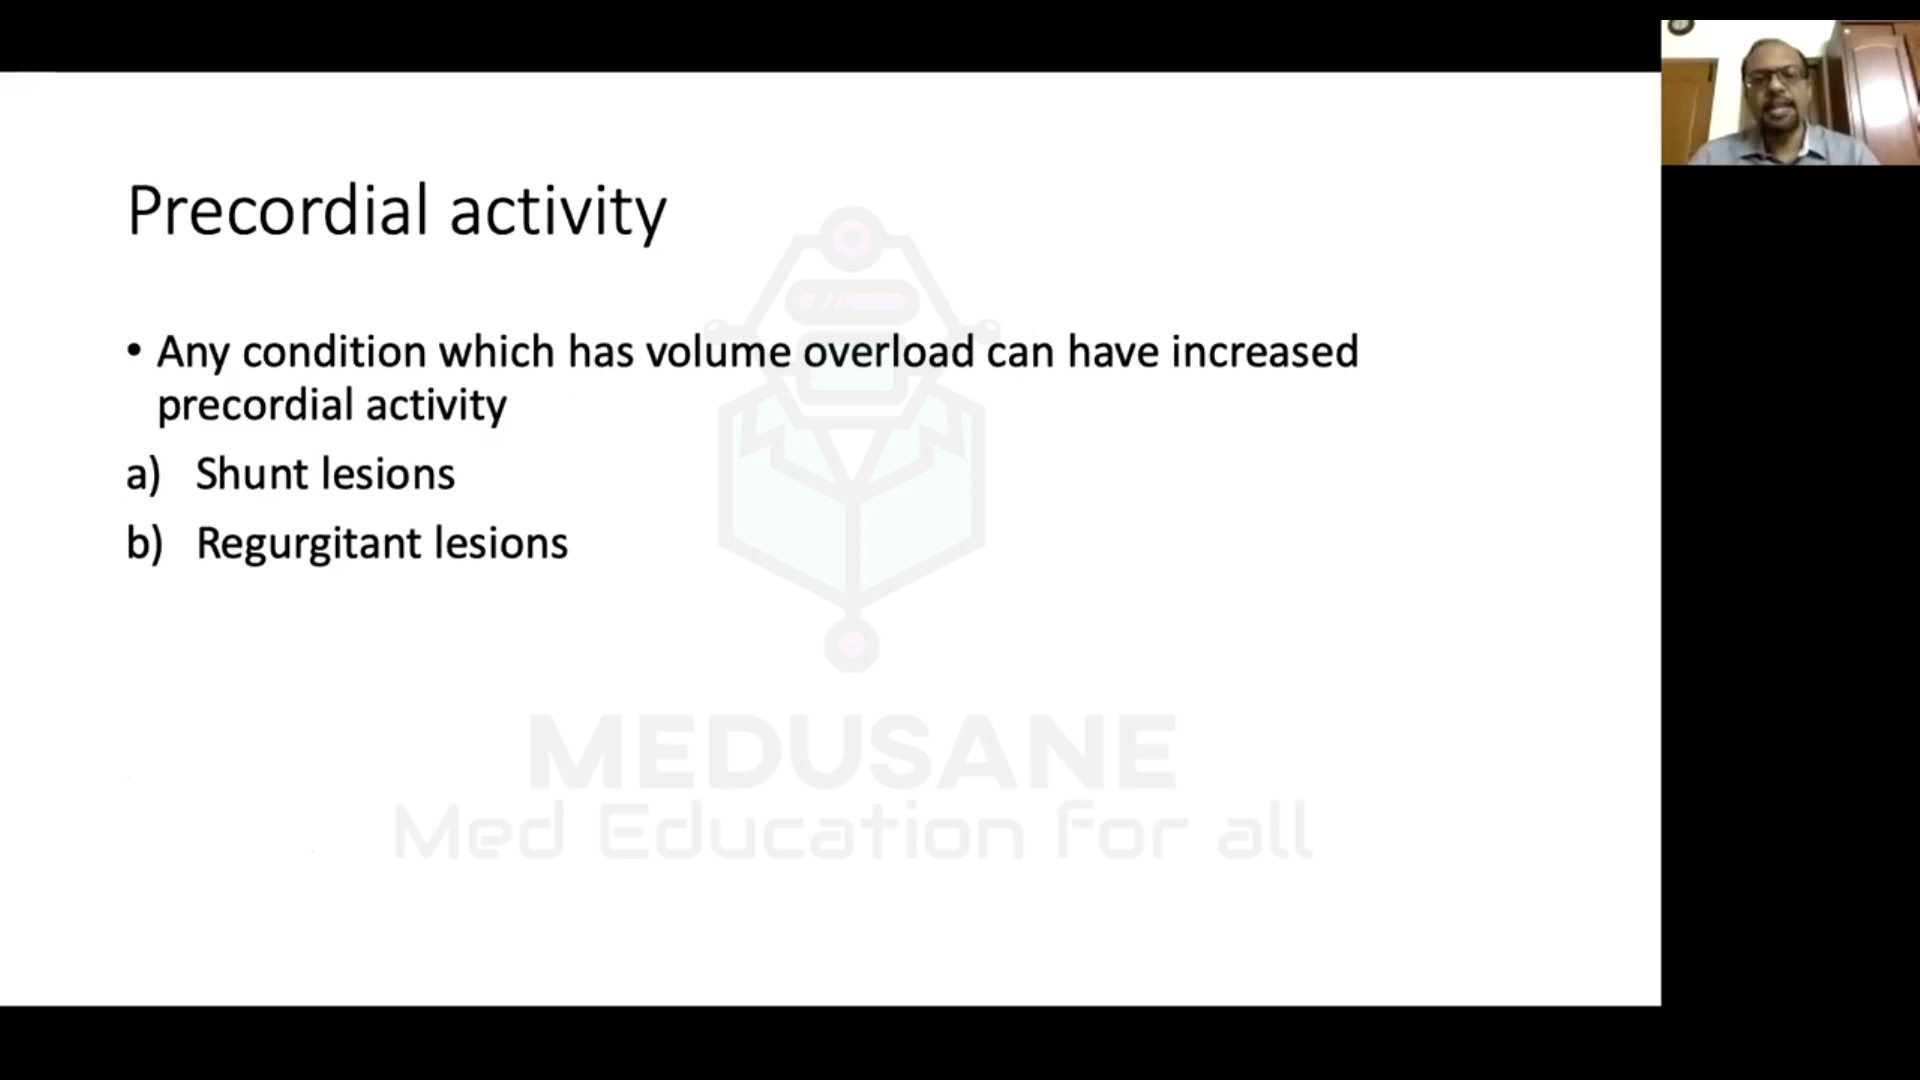 Precordial activity
• Any condition which has volume overload can have increased
precordial activity
a) Shunt lesions
b) Regurgitant lesions
MEDUSANE
Med Education for all